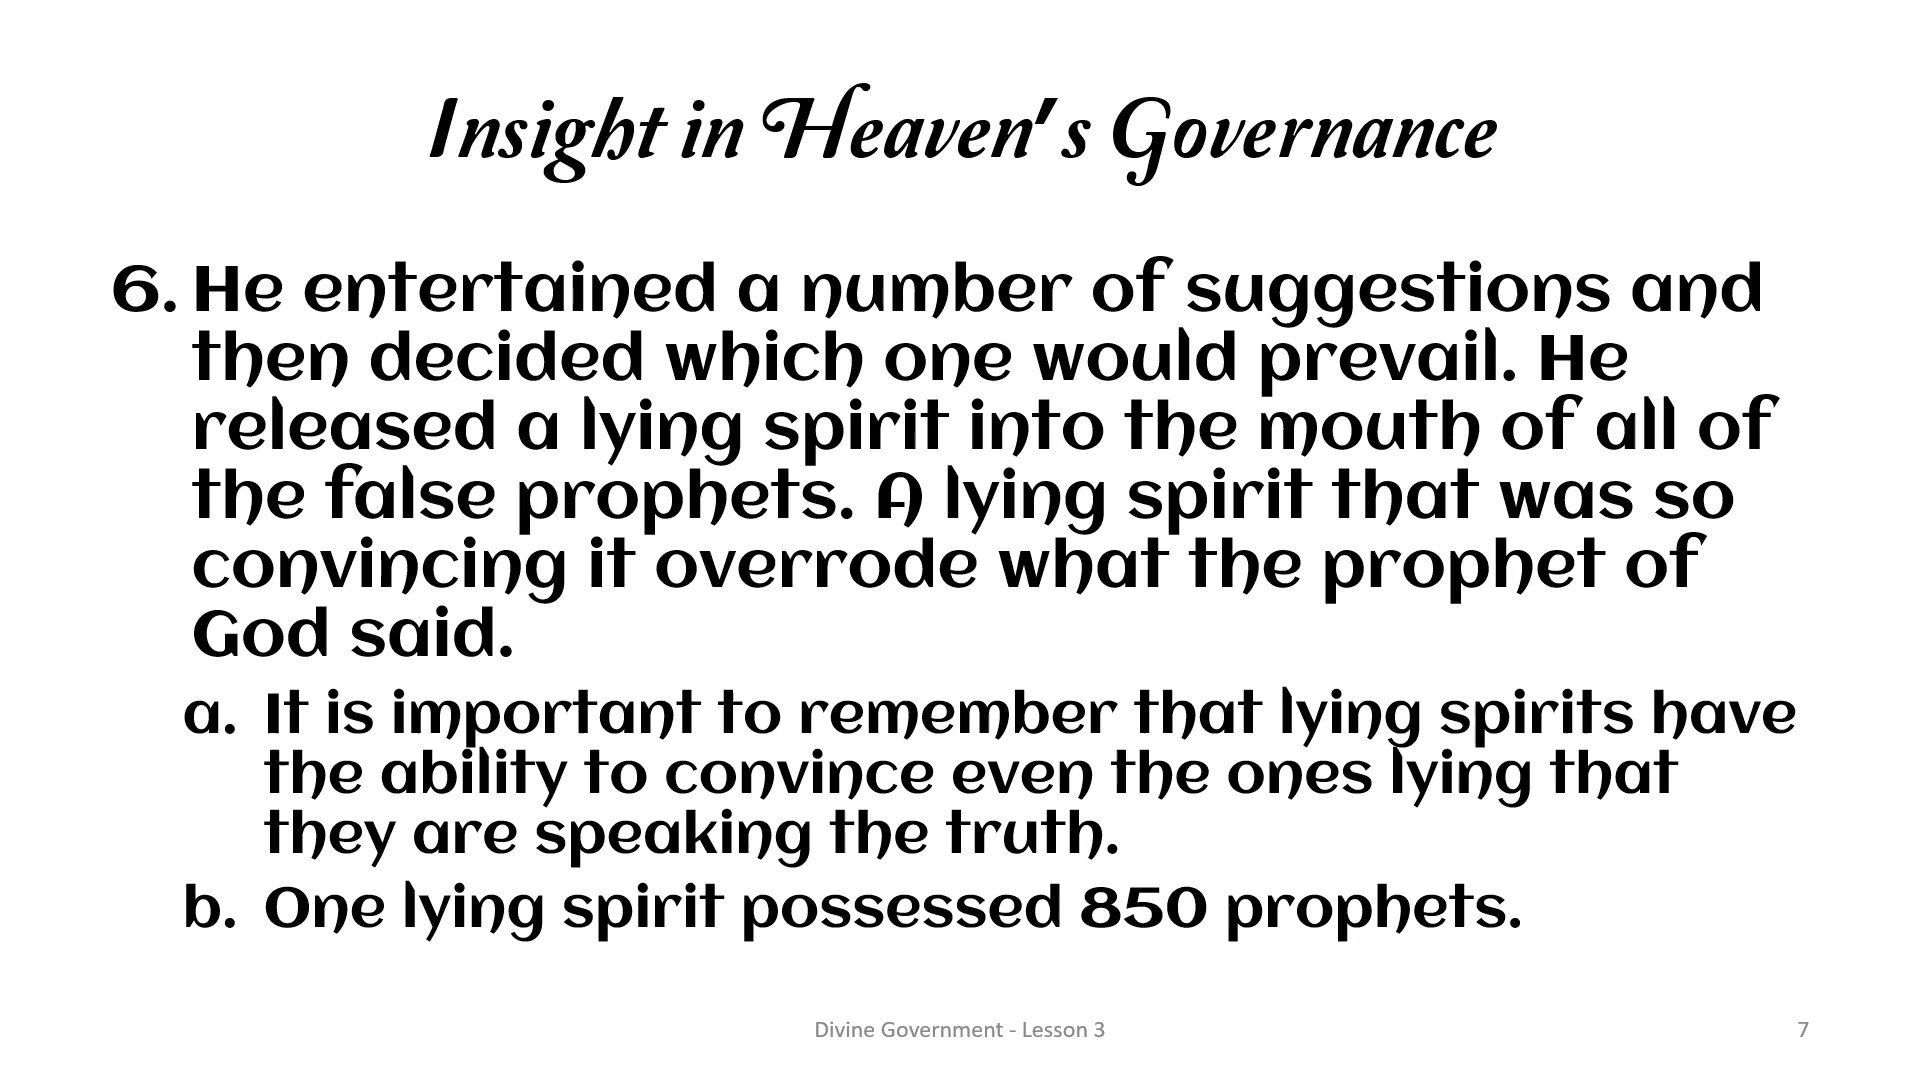 Insight in Heaven's Governance
6. He entertained a number of suggestions and
then decided which one would prevail. He
released a lying spirit into the mouth of all of
the false prophets. A lying spirit that was so
convincing it overrode what the prophet of
God said.
a. It is important to remember that lying spirits have
the ability to convince even the ones lying that
they are speaking the truth.
b. One lying spirit possessed 850 prophets.
Divine Government - Lesson 3
7